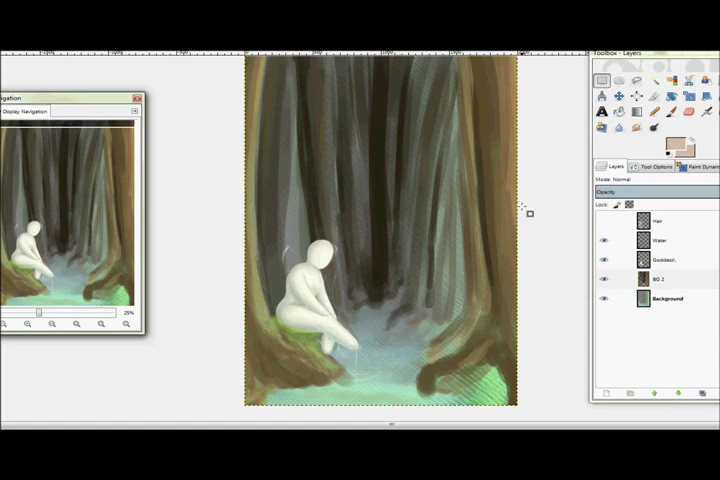 Toolbox - Layers
igation
Display Navigation
25%
Layers
Tool Options
Paint Dynam
Mode: Normal
Opacity
Lock:
Hair
Water
Goddess\
BG 2
Background